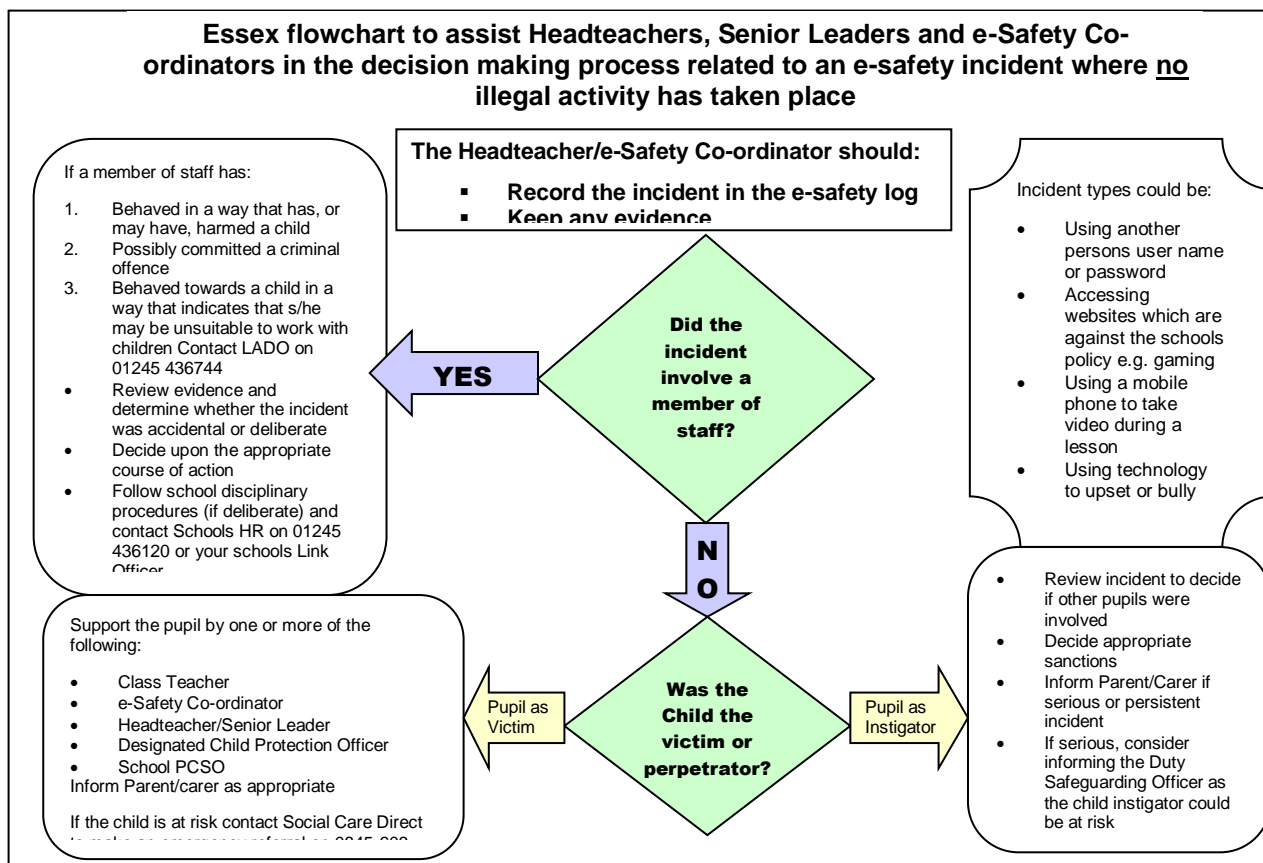 Essex flowchart to assist Headteachers, Senior Leaders and e-Safety Co-
ordinators in the decision making process related to an e-safety incident where no
illegal activity has taken place
The Headteacher/e-Safety Co-ordinator should:
▪ Record the incident in the e-safety log
▪ Keep any evidence
If a member of staff has:
1. Behaved in a way that has, or
may have, harmed a child
2. Possibly committed a criminal
offence
3. Behaved towards a child in a
way that indicates that s/he
may be unsuitable to work with
children Contact LADO on
01245 436744
• Review evidence and
determine whether the incident
was accidental or deliberate
• Decide upon the appropriate
course of action
• Follow school disciplinary
procedures (if deliberate) and
contact Schools HR on 01245
436120 or your schools Link
Officer
YES
Did the
incident
involve a
member of
staff?
Incident types could be:
• Using another
persons user name
or password
• Accessing
websites which are
against the schools
policy e.g. gaming
• Using a mobile
phone to take
video during a
lesson
• Using technology
to upset or bully
N
O
Support the pupil by one or more of the
following:
• Class Teacher
• e-Safety Co-ordinator
• Headteacher/Senior Leader
• Designated Child Protection Officer
• School PCSO
Inform Parent/carer as appropriate
If the child is at risk contact Social Care Direct
to make an emergency referral on
Pupil as
Victim
Was the
Child the
victim or
perpetrator?
Pupil as
Instigator
• Review incident to decide
if other pupils were
involved
• Decide appropriate
sanctions
• Inform Parent/Carer if
serious or persistent
incident
• If serious, consider
informing the Duty
Safeguarding Officer as
the child instigator could
be at risk